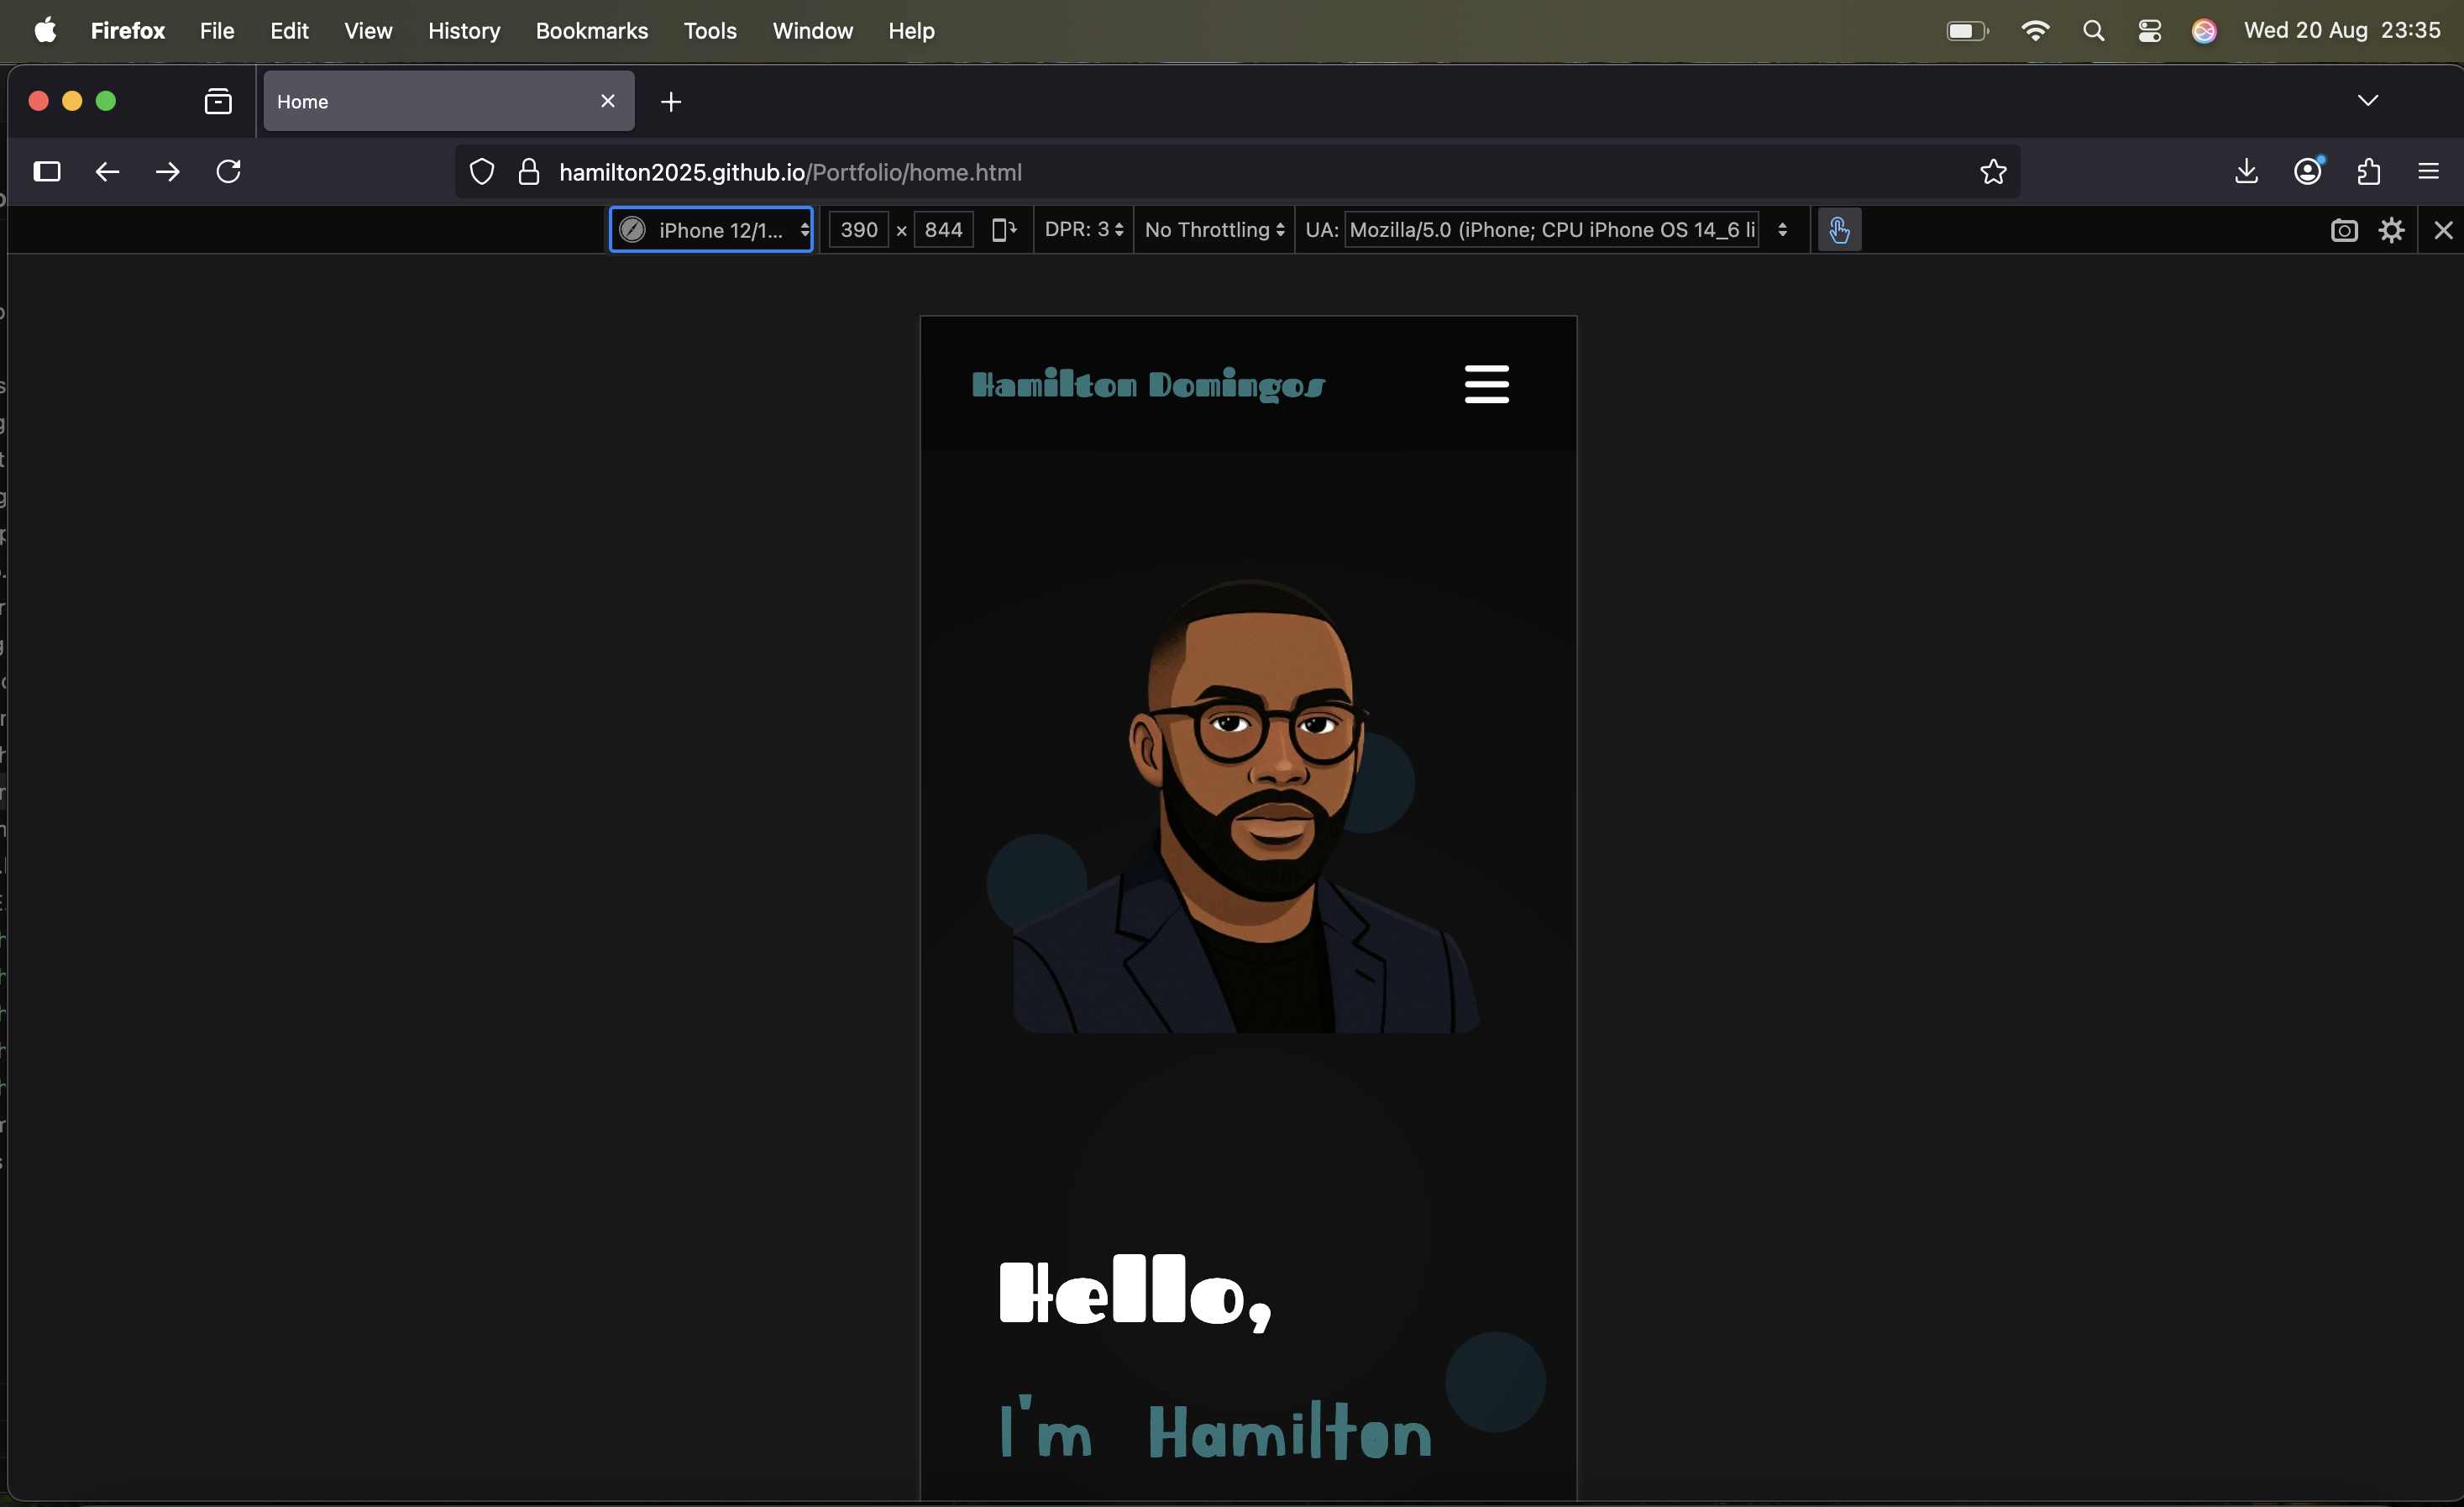 Firefox File Edit View History Bookmarks Tools Window Help Wed 20 Aug 23:35
Home
hamilton2025.github.io/Portfolio/home.html
iPhone 12/1... 390 × 844 DPR: 3 No Throttling UA: Mozilla/5.0 (iPhone; CPU iPhone OS 14_6 li
Hamilton Domingos
Hello,
I'm Hamilton